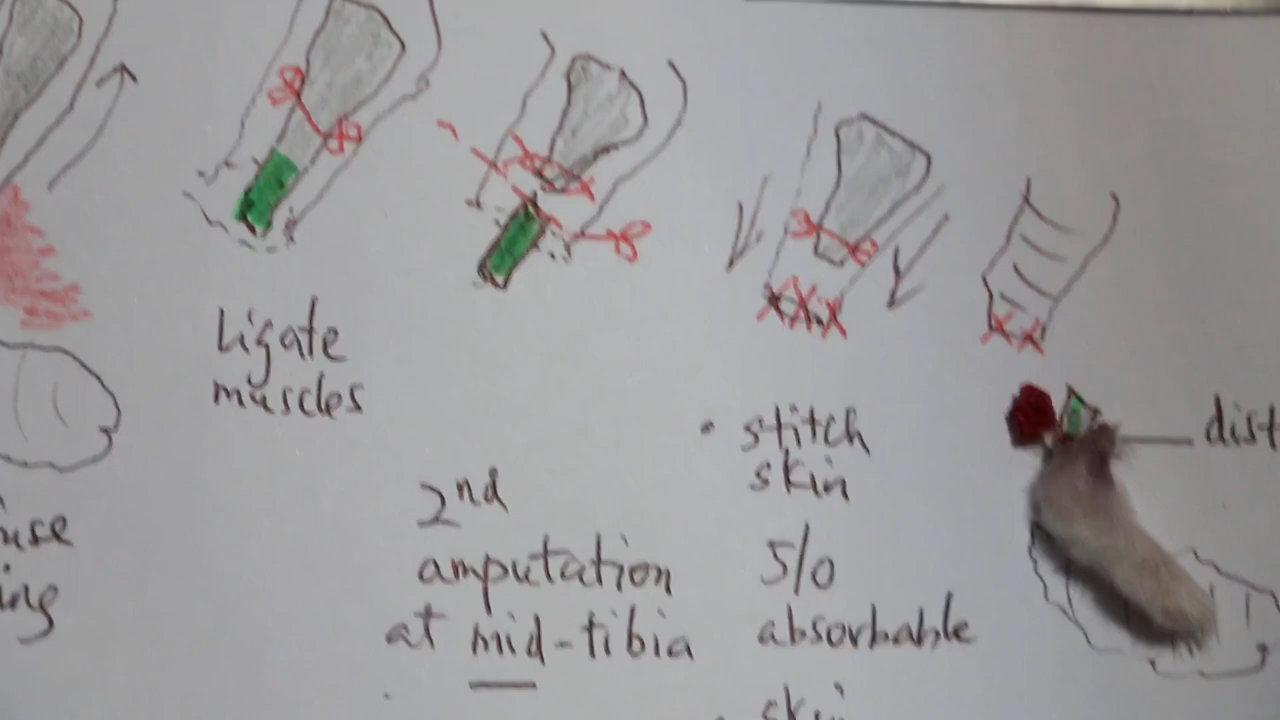 Ligate
muscles
2nd
amputation
at mid-tibia
• stitch
skin
5/0
absorbable
dist